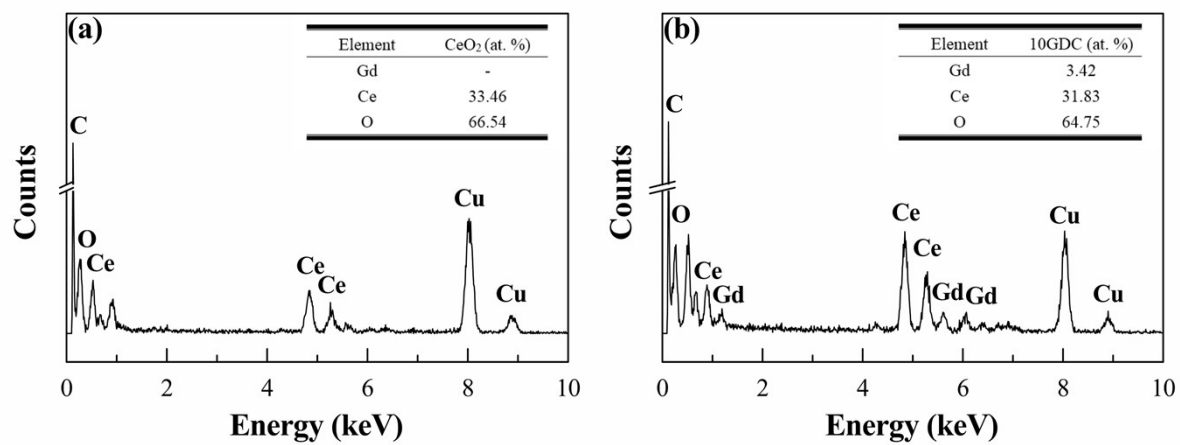 (a)
Element CeO₂ (at. %)
Gd -
Ce 33.46
O 66.54
C
O
Ce
Ce
Ce
Cu
Cu
Counts
0 2 4 6 8 10
Energy (keV)
(b)
Element 10GDC (at. %)
Gd 3.42
Ce 31.83
O 64.75
C
O
Ce
Gd
Ce
Ce
Gd
Gd
Cu
Cu
Counts
0 2 4 6 8 10
Energy (keV)